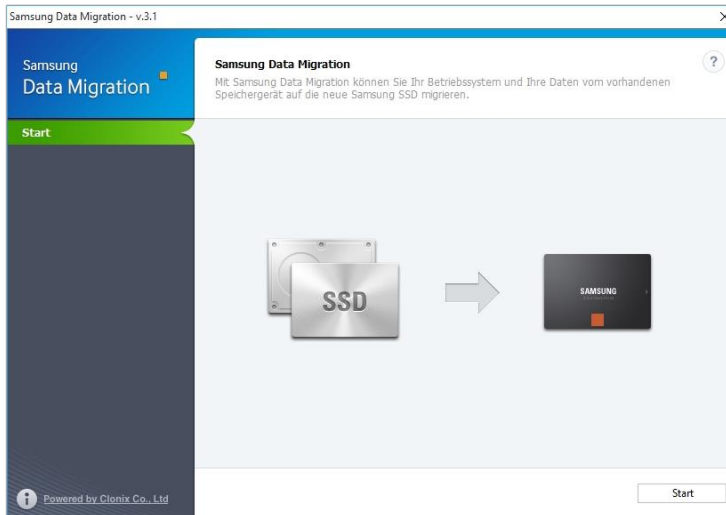 Samsung Data Migration - v.3.1
Samsung
Data Migration
Samsung Data Migration
Mit Samsung Data Migration können Sie Ihr Betriebssystem und Ihre Daten vom vorhandenen
Speichergerät auf die neue Samsung SSD migrieren.
?
Start
SSD
SAMSUNG
Powered by Clonix Co., Ltd
Start